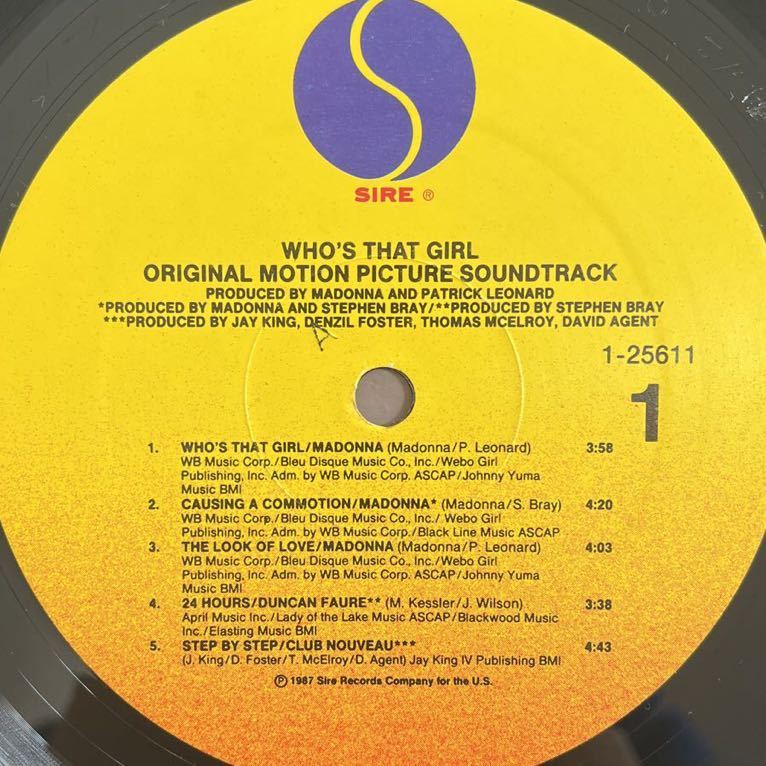 SIRE ®
WHO'S THAT GIRL
ORIGINAL MOTION PICTURE SOUNDTRACK
PRODUCED BY MADONNA AND PATRICK LEONARD
*PRODUCED BY MADONNA AND STEPHEN BRAY/**PRODUCED BY STEPHEN BRAY
***PRODUCED BY JAY KING, DENZIL FOSTER, THOMAS MCELROY, DAVID AGENT
A
1-25611
1
1. WHO'S THAT GIRL/MADONNA (Madonna/P. Leonard) 3:58
WB Music Corp./Bleu Disque Music Co., Inc./Webo Girl
Publishing, Inc. Adm. by WB Music Corp. ASCAP/Johnny Yuma
Music BMI
2. CAUSING A COMMOTION/MADONNA* (Madonna/S. Bray) 4:20
WB Music Corp./Bleu Disque Music Co., Inc./ Webo Girl
Publishing, Inc. Adm. by WB Music Corp./Black Line Music ASCAP
3. THE LOOK OF LOVE/MADONNA (Madonna/P. Leonard) 4:03
WB Music Corp./Bleu Disque Music Co., Inc./Webo Girl
Publishing, Inc. Adm. by WB Music Corp. ASCAP/Johnny Yuma
Music BMI
4. 24 HOURS/DUNCAN FAURE** (M. Kessler/J. Wilson) 3:38
April Music Inc./Lady of the Lake Music ASCAP/Blackwood Music
Inc./Elasting Music BMI
5. STEP BY STEP/CLUB NOUVEAU*** 4:43
(J. King/D. Foster/T. McElroy/D. Agent) Jay King IV Publishing BMI
℗ 1987 Sire Records Company for the U.S.